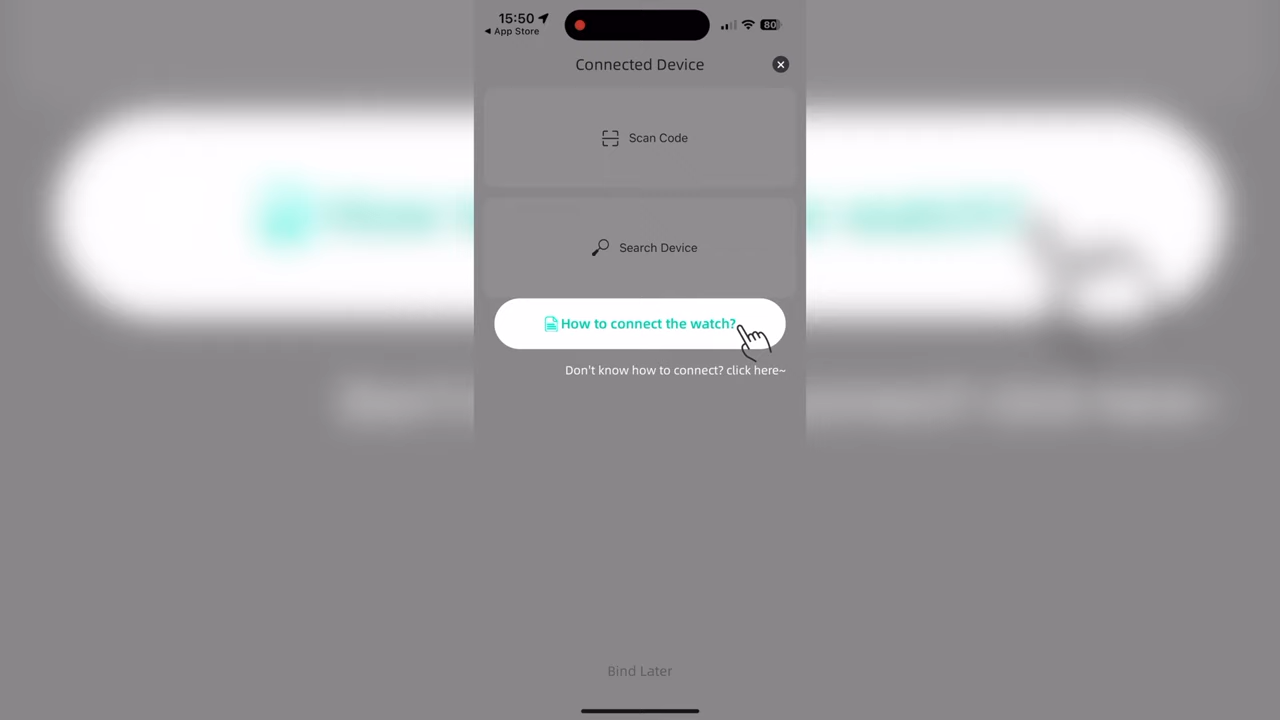 15:50
80
◀ App Store
Connected Device
Scan Code
Search Device
How to connect the watch?
Don't know how to connect? click here~
Bind Later